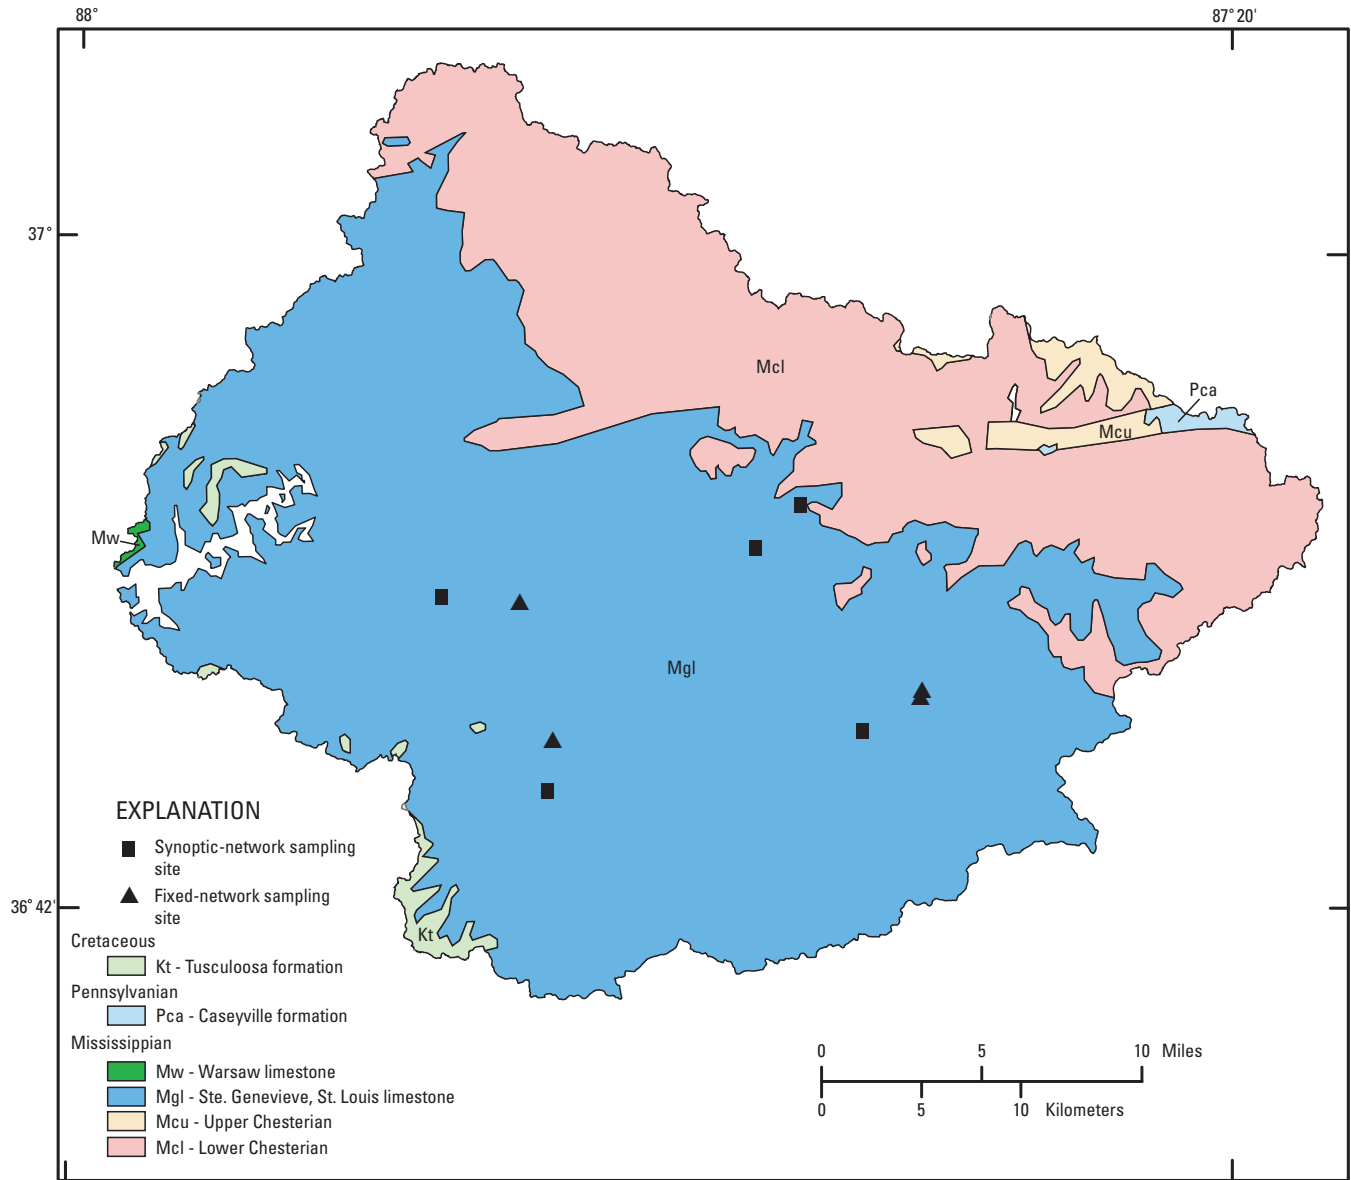 88°
87° 20'
37°
Mcl
Pca
Mcu
Mw
Mgl
EXPLANATION
Synoptic-network sampling
site
Fixed-network sampling
site
36° 42'
Kt
Cretaceous
Kt - Tusculoosa formation
Pennsylvanian
Pca - Caseyville formation
Mississippian
Mw - Warsaw limestone
Mgl - Ste. Genevieve, St. Louis limestone
Mcu - Upper Chesterian
Mcl - Lower Chesterian
0 5 10 Miles
0 5 10 Kilometers